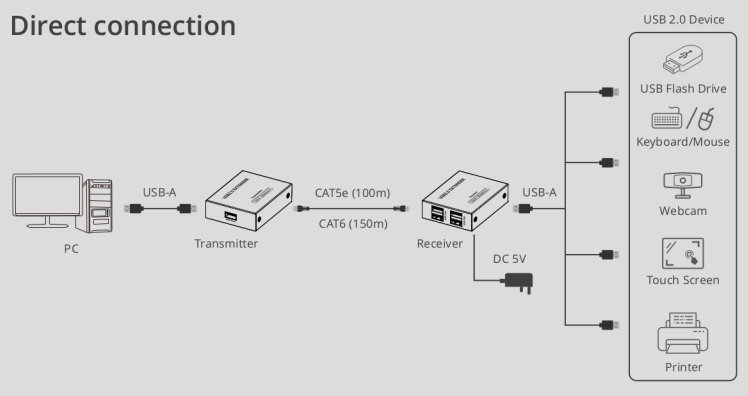 Direct connection
USB 2.0 Device
USB Flash Drive
Keyboard/Mouse
USB-A
CAT5e (100m)
USB-A
CAT6 (150m)
Webcam
PC
Transmitter
Receiver
DC 5V
Touch Screen
Printer